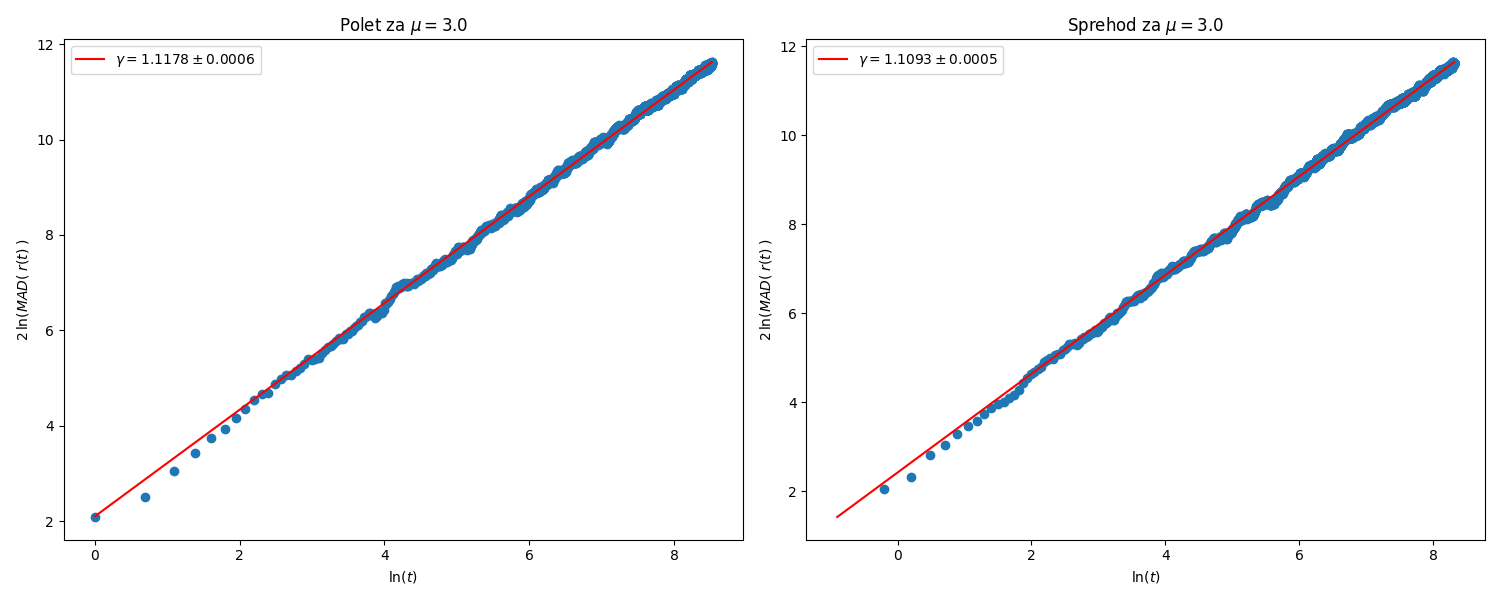 Polet za μ = 3.0
γ = 1.1178 ± 0.0006
12
10
8
6
4
2
2 ln(MAD( r(t) )
0 2 4 6 8
ln(t)
Sprehod za μ = 3.0
γ = 1.1093 ± 0.0005
12
10
8
6
4
2
2 ln(MAD( r(t) )
0 2 4 6 8
ln(t)